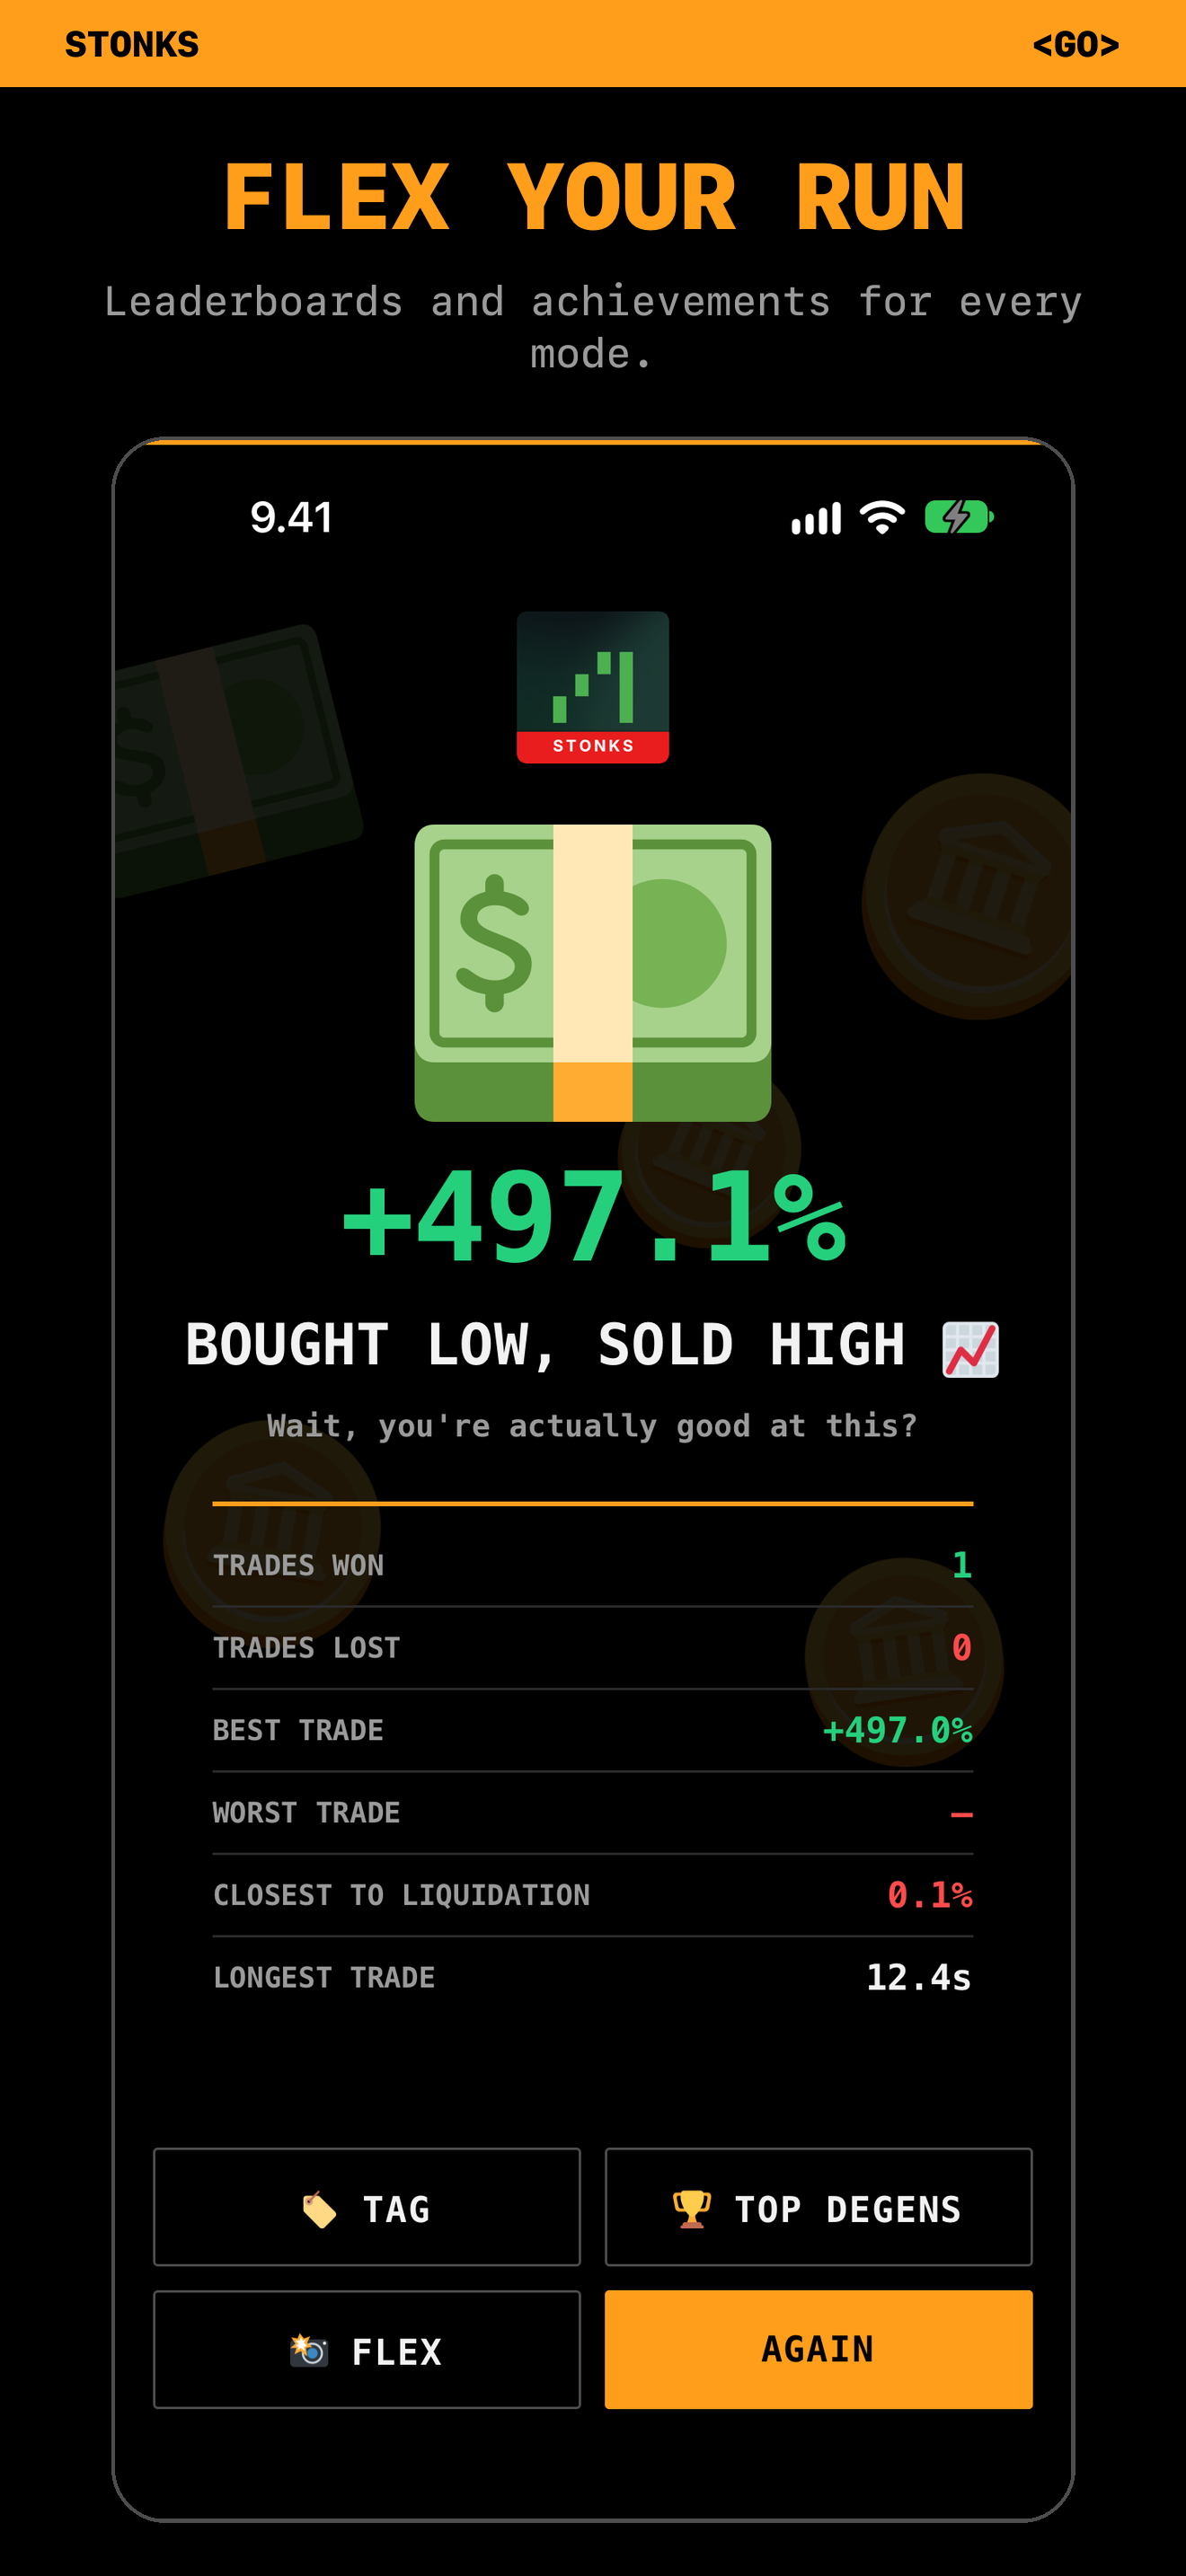 STONKS <GO>
FLEX YOUR RUN
Leaderboards and achievements for every
mode.
9.41
STONKS
$
+497.1%
BOUGHT LOW, SOLD HIGH 📈
Wait, you're actually good at this?
TRADES WON 1
TRADES LOST 0
BEST TRADE +497.0%
WORST TRADE —
CLOSEST TO LIQUIDATION 0.1%
LONGEST TRADE 12.4s
🏷️ TAG
🏆 TOP DEGENS
📸 FLEX
AGAIN